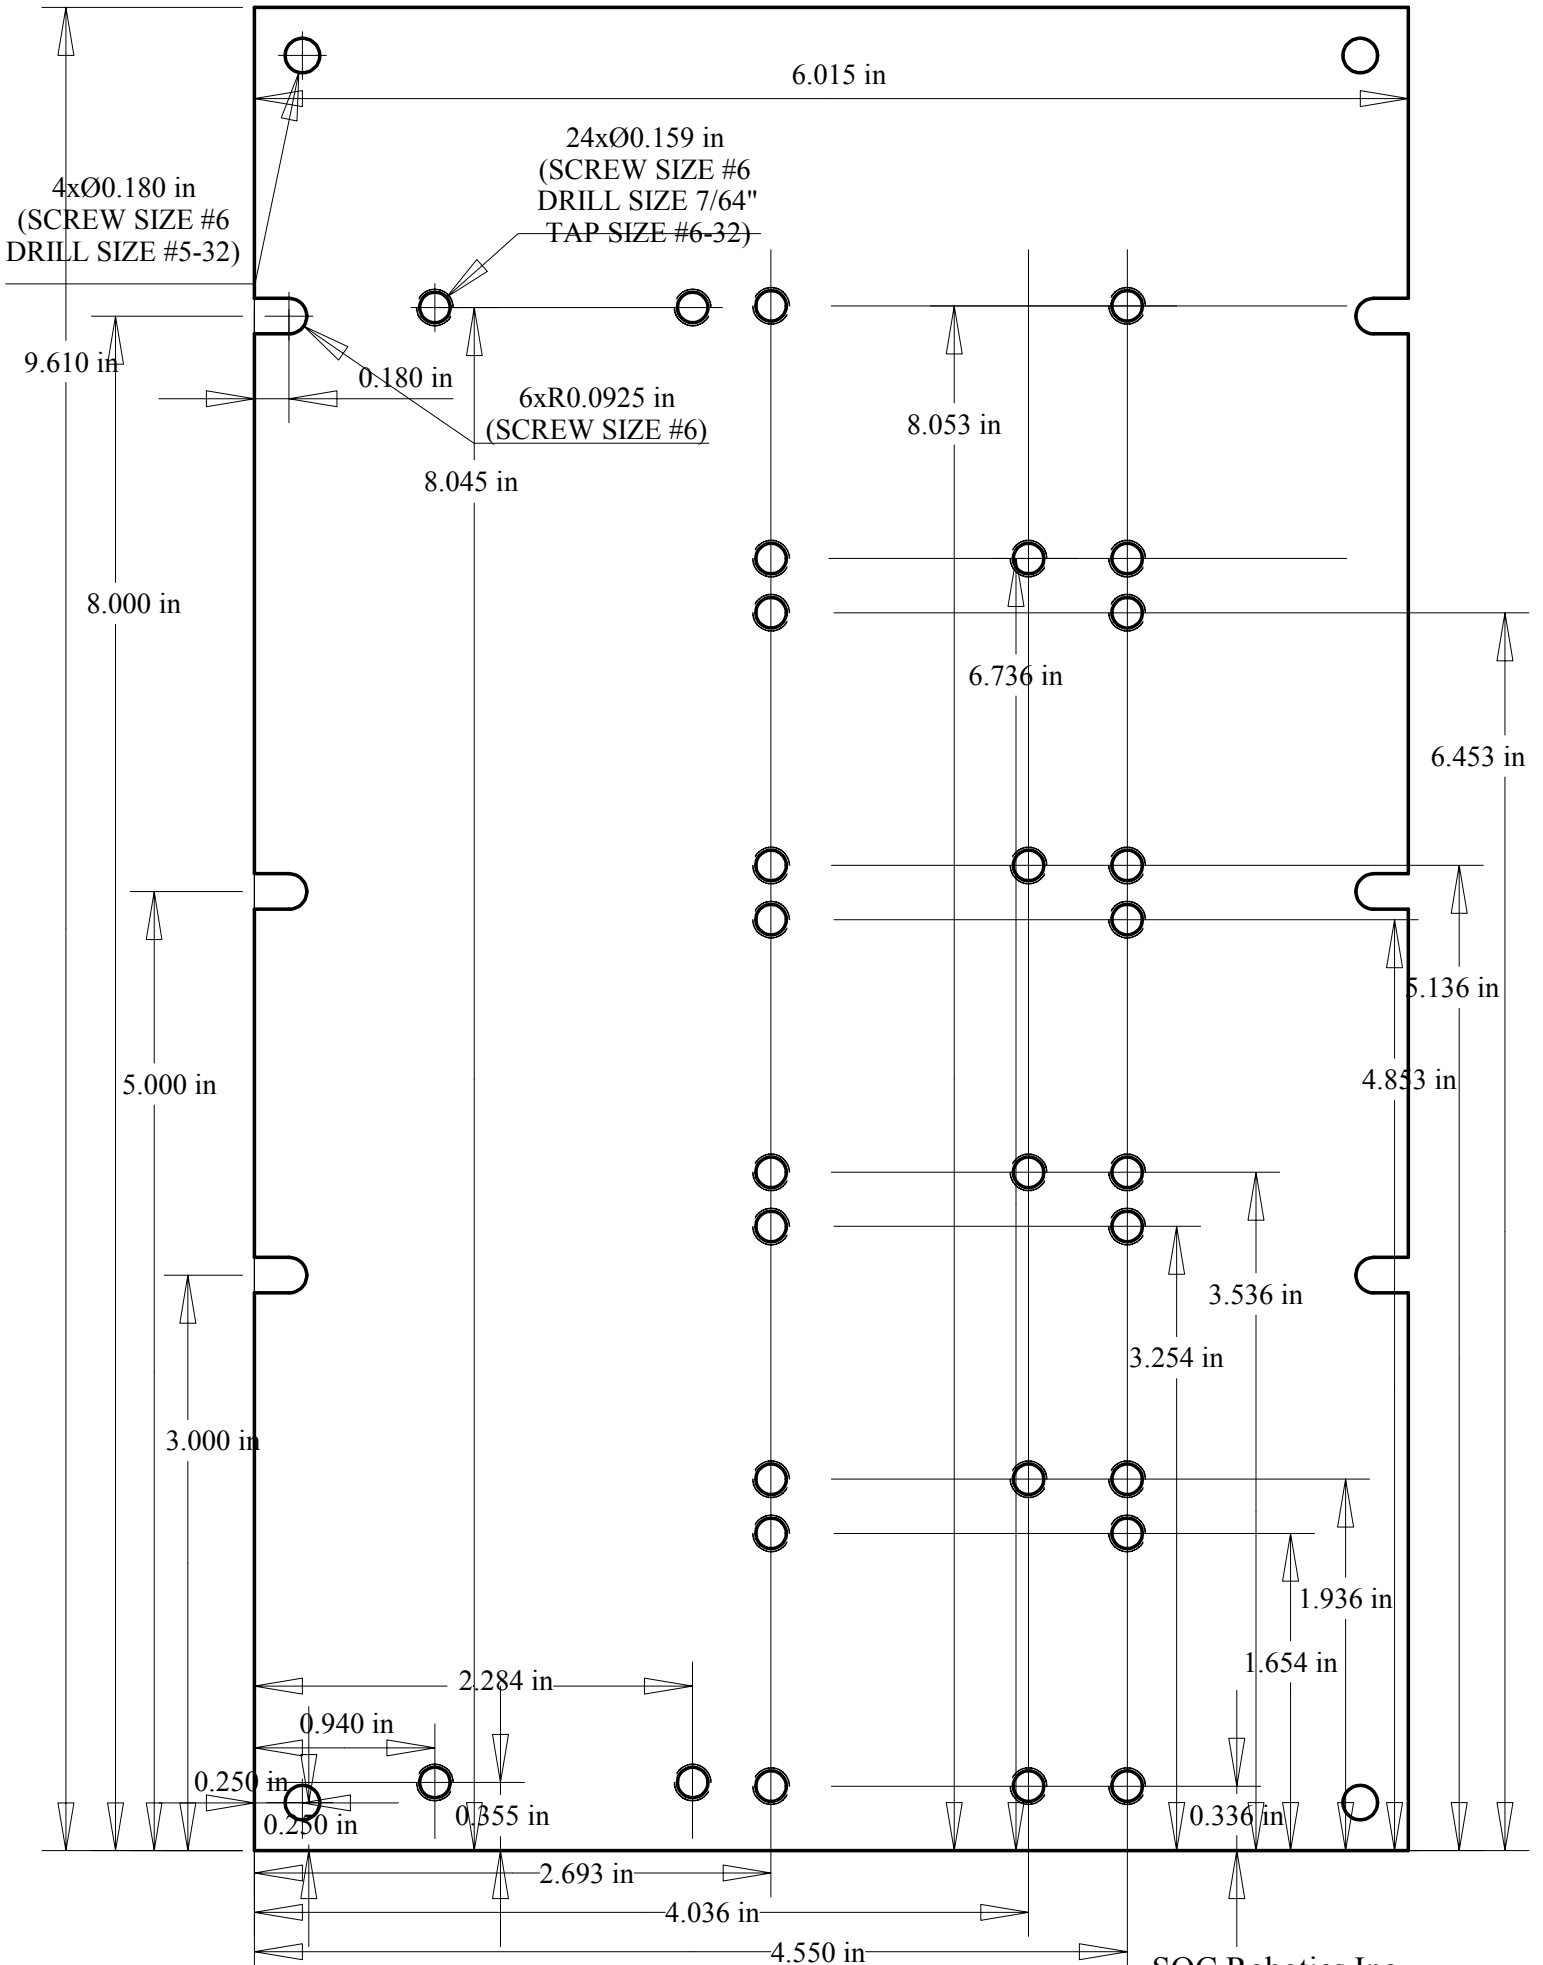 6.015 in
24xØ0.159 in
(SCREW SIZE #6
DRILL SIZE 7/64"
TAP SIZE #6-32)
4xØ0.180 in
(SCREW SIZE #6
DRILL SIZE #5-32)
9.610 in
0.180 in
6xR0.0925 in
(SCREW SIZE #6)
8.053 in
8.045 in
8.000 in
6.736 in
6.453 in
5.136 in
4.853 in
5.000 in
3.536 in
3.254 in
3.000 in
1.936 in
1.654 in
2.284 in
0.940 in
0.250 in
0.250 in
0.355 in
0.336 in
2.693 in
4.036 in
4.550 in
SOC Robotics Inc